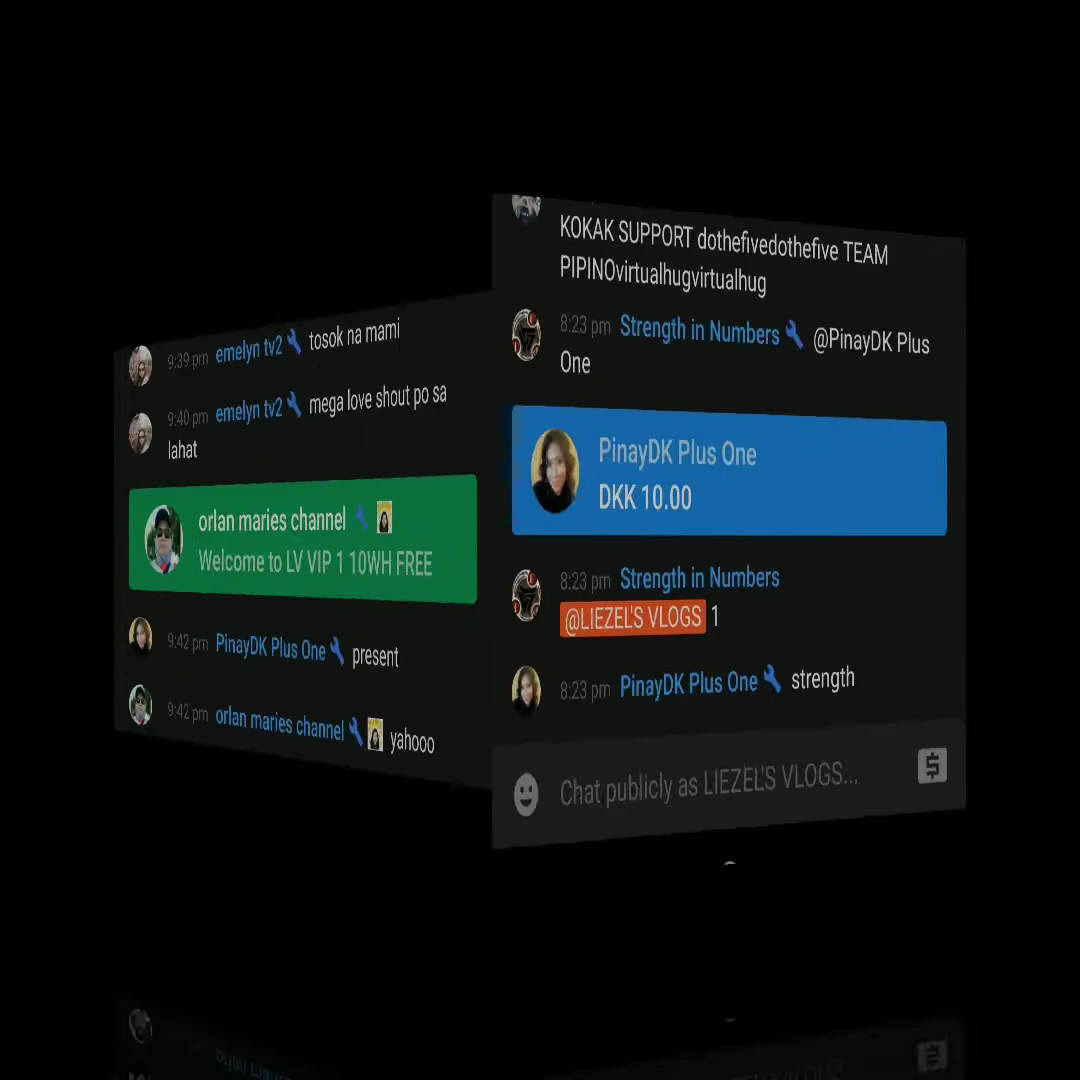 9:39 pm emelyn tv2 tosok na mami
9:40 pm emelyn tv2 mega love shout po sa
lahat
orlan maries channel
Welcome to LV VIP 1 10WH FREE
9:42 pm PinayDK Plus One present
9:42 pm orlan maries channel yahooo
KOKAK SUPPORT dothefivedothefive TEAM
PIPINOvirtualhugvirtualhug
8:23 pm Strength in Numbers @PinayDK Plus
One
PinayDK Plus One
DKK 10.00
8:23 pm Strength in Numbers
@LIEZEL'S VLOGS 1
8:23 pm PinayDK Plus One strength
Chat publicly as LIEZEL'S VLOGS...